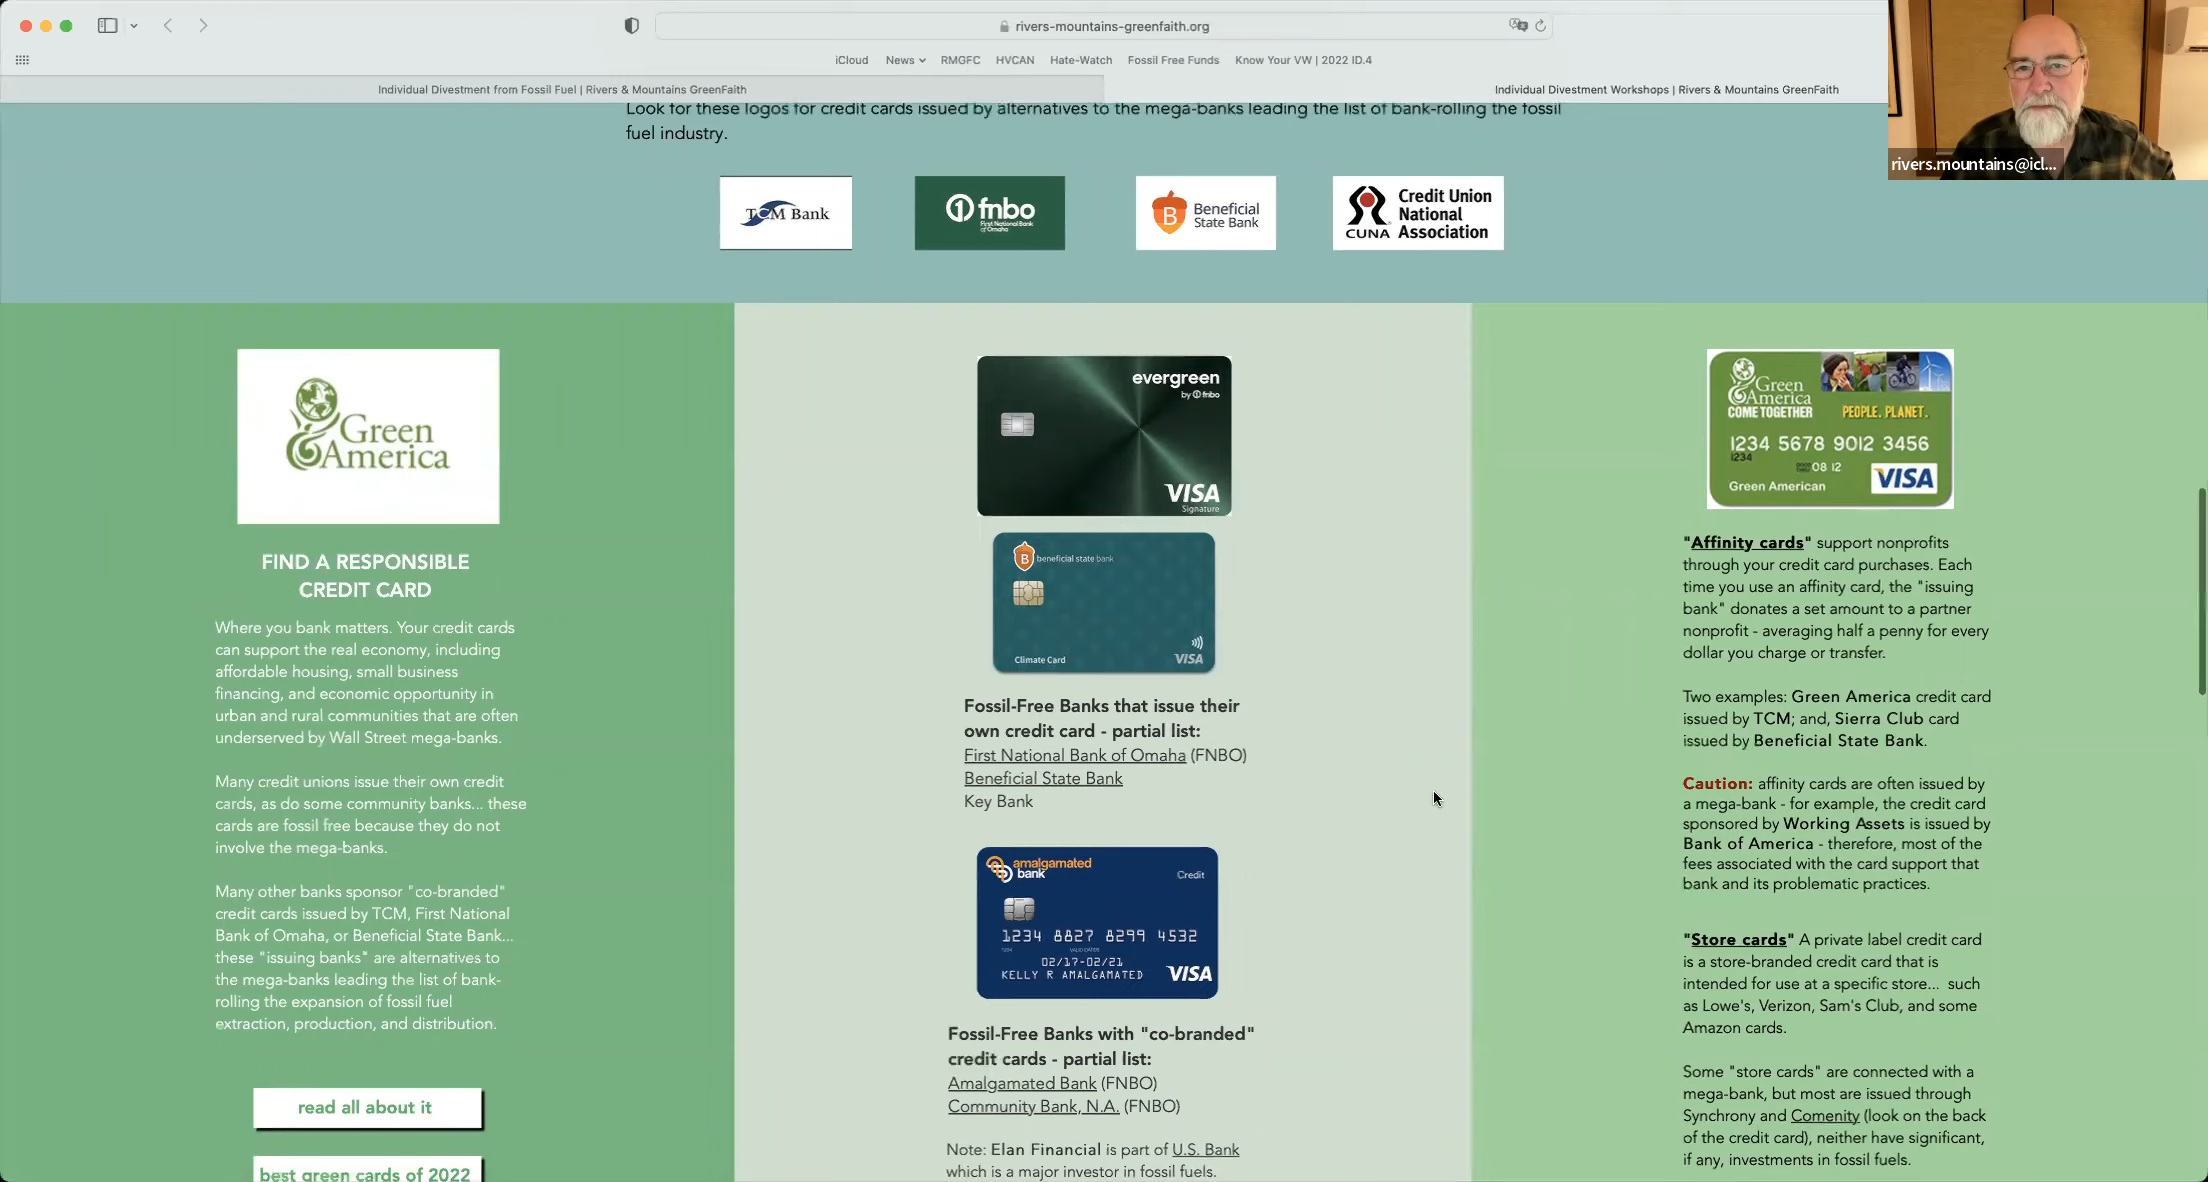 rivers-mountains-greenfaith.org
iCloud News RMGFC HVCAN Hate-Watch Fossil Free Funds Know Your VW | 2022 ID.4
Individual Divestment from Fossil Fuel | Rivers & Mountains GreenFaith
Individual Divestment Workshops | Rivers & Mountains GreenFaith
rivers.mountains@icl...
Look for these logos for credit cards issued by alternatives to the mega-banks leading the list of bank-rolling the fossil
fuel industry.
TCM Bank
fnbo
First National Bank
of Omaha
B Beneficial
State Bank
CUNA
Credit Union
National
Association
Green
America
FIND A RESPONSIBLE
CREDIT CARD
Where you bank matters. Your credit cards
can support the real economy, including
affordable housing, small business
financing, and economic opportunity in
urban and rural communities that are often
underserved by Wall Street mega-banks.
Many credit unions issue their own credit
cards, as do some community banks... these
cards are fossil free because they do not
involve the mega-banks.
Many other banks sponsor "co-branded"
credit cards issued by TCM, First National
Bank of Omaha, or Beneficial State Bank...
these "issuing banks" are alternatives to
the mega-banks leading the list of bank-
rolling the expansion of fossil fuel
extraction, production, and distribution.
read all about it
best green cards of 2022
evergreen
by fnbo
VISA
Signature
B beneficial state bank
Climate Card
VISA
Fossil-Free Banks that issue their
own credit card - partial list:
First National Bank of Omaha (FNBO)
Beneficial State Bank
Key Bank
amalgamated
bank
Credit
1234 8827 8299 4532
02/17-02/21
KELLY R AMALGAMATED
VISA
Fossil-Free Banks with "co-branded"
credit cards - partial list:
Amalgamated Bank (FNBO)
Community Bank, N.A. (FNBO)
Note: Elan Financial is part of U.S. Bank
which is a major investor in fossil fuels.
Green
America
COME TOGETHER
PEOPLE. PLANET.
1234 5678 9012 3456
1234
08 12
Green American
VISA
"Affinity cards" support nonprofits
through your credit card purchases. Each
time you use an affinity card, the "issuing
bank" donates a set amount to a partner
nonprofit - averaging half a penny for every
dollar you charge or transfer.
Two examples: Green America credit card
issued by TCM; and, Sierra Club card
issued by Beneficial State Bank.
Caution: affinity cards are often issued by
a mega-bank - for example, the credit card
sponsored by Working Assets is issued by
Bank of America - therefore, most of the
fees associated with the card support that
bank and its problematic practices.
"Store cards" A private label credit card
is a store-branded credit card that is
intended for use at a specific store... such
as Lowe's, Verizon, Sam's Club, and some
Amazon cards.
Some "store cards" are connected with a
mega-bank, but most are issued through
Synchrony and Comenity (look on the back
of the credit card), neither have significant,
if any, investments in fossil fuels.